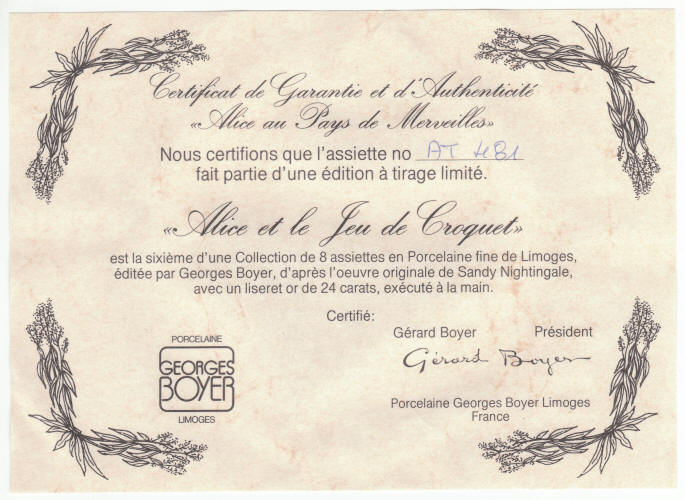 Certificat de Garantie et d'Authenticité
«Alice au Pays de Merveilles»
Nous certifions que l'assiette no AT 4B1
fait partie d'une édition à tirage limité.
«Alice et le Jeu de Croquet»
est la sixième d'une Collection de 8 assiettes en Porcelaine fine de Limoges,
éditée par Georges Boyer, d'après l'oeuvre originale de Sandy Nightingale,
avec un liseret or de 24 carats, exécuté à la main.
Certifié:
Gérard Boyer Président
Gérard Boyer
PORCELAINE
GEORGES
BOYER
LIMOGES
Porcelaine Georges Boyer Limoges
France